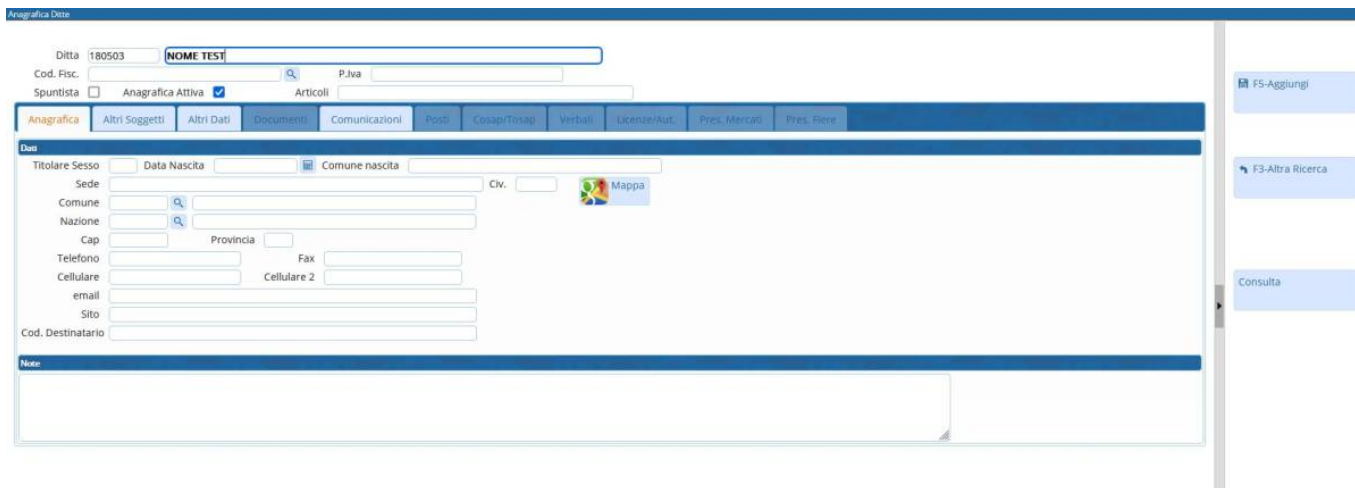 Anagrafica Ditte
Ditta 180503 NOME TEST
Cod. Fisc. P.Iva
Spuntista Anagrafica Attiva Articoli
Anagrafica Altri Soggetti Altri Dati Documenti Comunicazioni Posti Cosap/Tosap Verbali Licenze/Aut. Pres. Mercati Pres. Fiere
Dati
Titolare Sesso Data Nascita Comune nascita
Sede Civ. Mappa
Comune
Nazione
Cap Provincia
Telefono Fax
Cellulare Cellulare 2
email
Sito
Cod. Destinatario
Note
F5-Aggiungi
F3-Altra Ricerca
Consulta